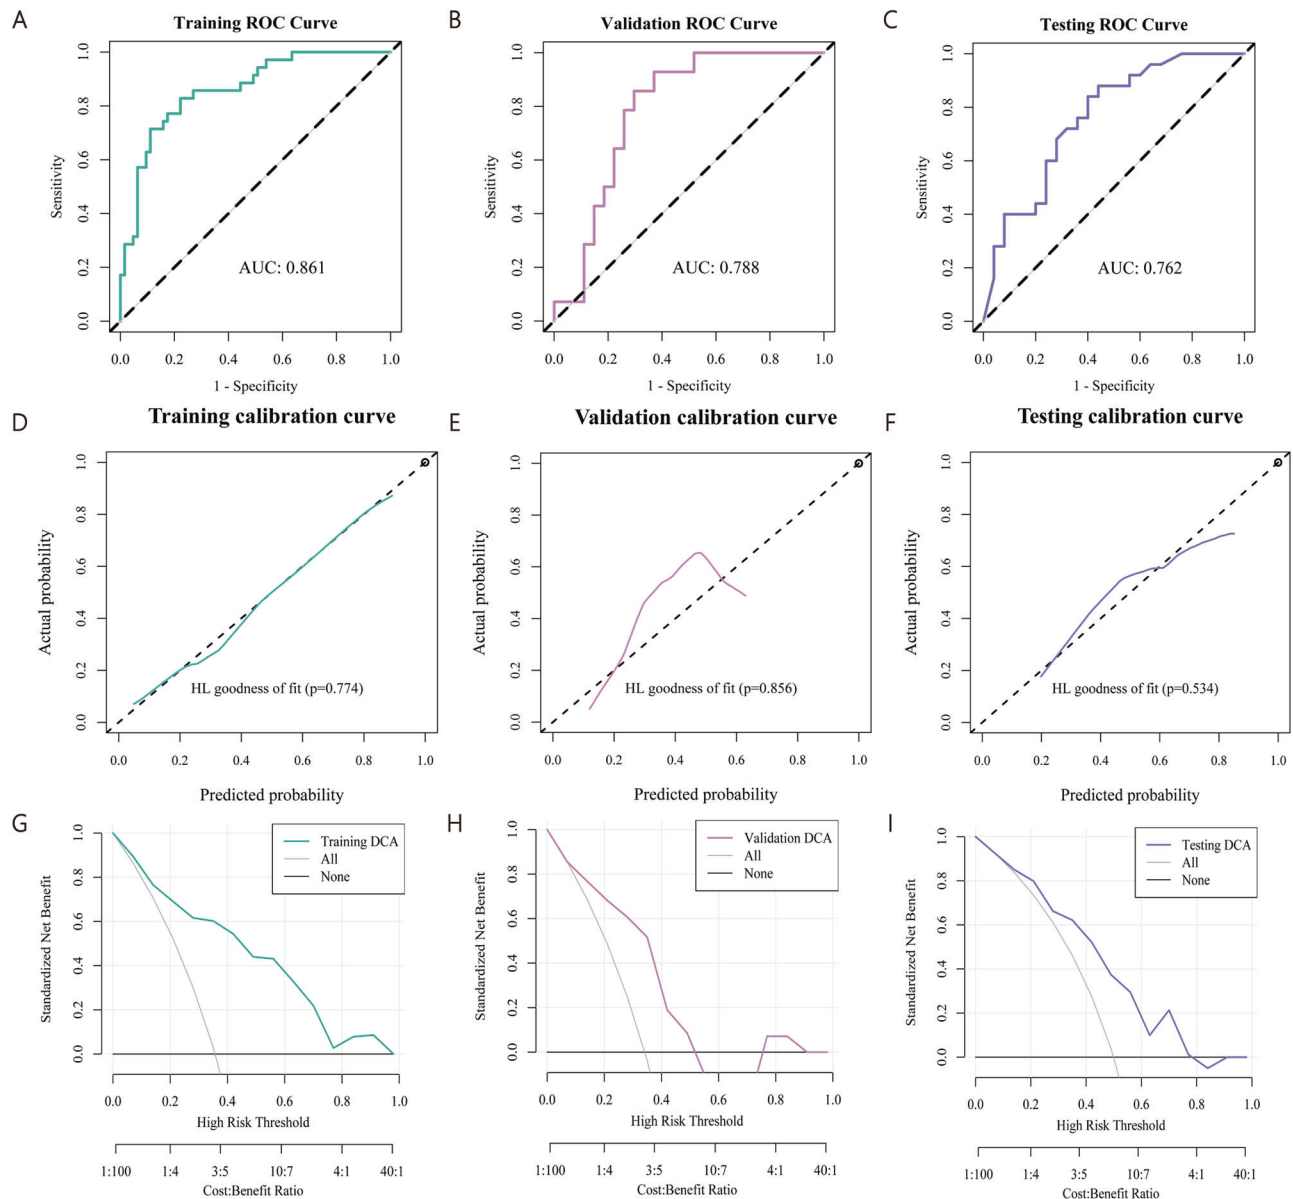 A
Training ROC Curve
Sensitivity
0.0 0.2 0.4 0.6 0.8 1.0
AUC: 0.861
0.0 0.2 0.4 0.6 0.8 1.0
1 - Specificity
B
Validation ROC Curve
Sensitivity
0.0 0.2 0.4 0.6 0.8 1.0
AUC: 0.788
0.0 0.2 0.4 0.6 0.8 1.0
1 - Specificity
C
Testing ROC Curve
Sensitivity
0.0 0.2 0.4 0.6 0.8 1.0
AUC: 0.762
0.0 0.2 0.4 0.6 0.8 1.0
1 - Specificity
D
Training calibration curve
Actual probability
0.0 0.2 0.4 0.6 0.8 1.0
HL goodness of fit (p=0.774)
0.0 0.2 0.4 0.6 0.8 1.0
Predicted probability
E
Validation calibration curve
Actual probability
0.0 0.2 0.4 0.6 0.8 1.0
HL goodness of fit (p=0.856)
0.0 0.2 0.4 0.6 0.8 1.0
Predicted probability
F
Testing calibration curve
Actual probability
0.0 0.2 0.4 0.6 0.8 1.0
HL goodness of fit (p=0.534)
0.0 0.2 0.4 0.6 0.8 1.0
Predicted probability
G
Standardized Net Benefit
0.0 0.2 0.4 0.6 0.8 1.0
Training DCA
All
None
0.0 0.2 0.4 0.6 0.8 1.0
High Risk Threshold
1:100 1:4 3:5 10:7 4:1 40:1
Cost:Benefit Ratio
H
Standardized Net Benefit
0.0 0.2 0.4 0.6 0.8 1.0
Validation DCA
All
None
0.0 0.2 0.4 0.6 0.8 1.0
High Risk Threshold
1:100 1:4 3:5 10:7 4:1 40:1
Cost:Benefit Ratio
I
Standardized Net Benefit
0.0 0.2 0.4 0.6 0.8 1.0
Testing DCA
All
None
0.0 0.2 0.4 0.6 0.8 1.0
High Risk Threshold
1:100 1:4 3:5 10:7 4:1 40:1
Cost:Benefit Ratio